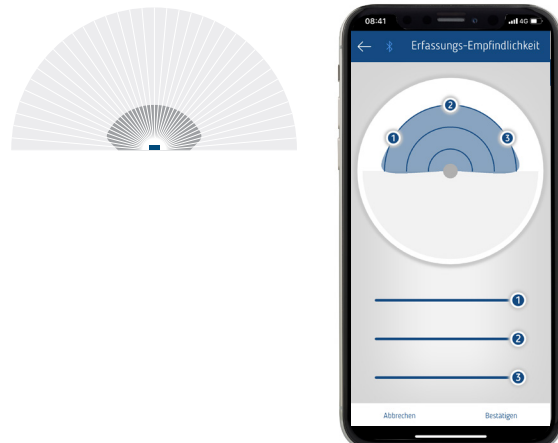 08:41
4G
Erfassungs-Empfindlichkeit
2
1
3
1
2
3
Abbrechen
Bestätigen